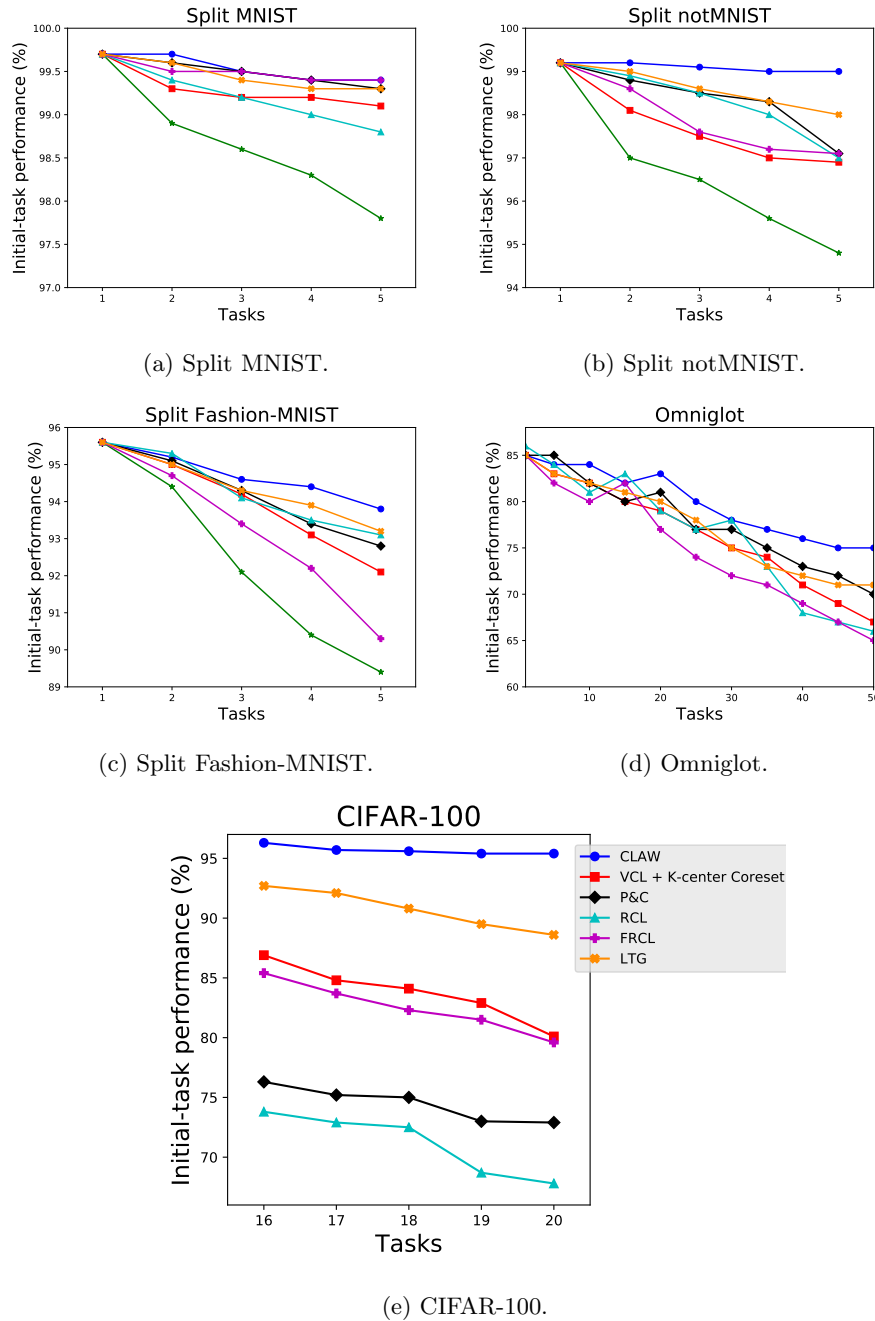 Split MNIST
Initial-task performance (%)
100.0
99.5
99.0
98.5
98.0
97.5
97.0
1 2 3 4 5
Tasks
(a) Split MNIST.
Split notMNIST
Initial-task performance (%)
100
99
98
97
95
94
1 2 3 4 5
Tasks
(b) Split notMNIST.
Split Fashion-MNIST
Initial-task performance (%)
96
95
94
93
92
91
90
89
1 2 3 4 5
Tasks
(c) Split Fashion-MNIST.
Omniglot
Initial-task performance (%)
85
80
75
70
65
60
10 20 30 40 50
Tasks
(d) Omniglot.
CIFAR-100
Initial-task performance (%)
95
90
85
80
75
70
16 17 18 19 20
Tasks
CLAW
VCL + K-center Coreset
P&C
RCL
FRCL
LTG
(e) CIFAR-100.